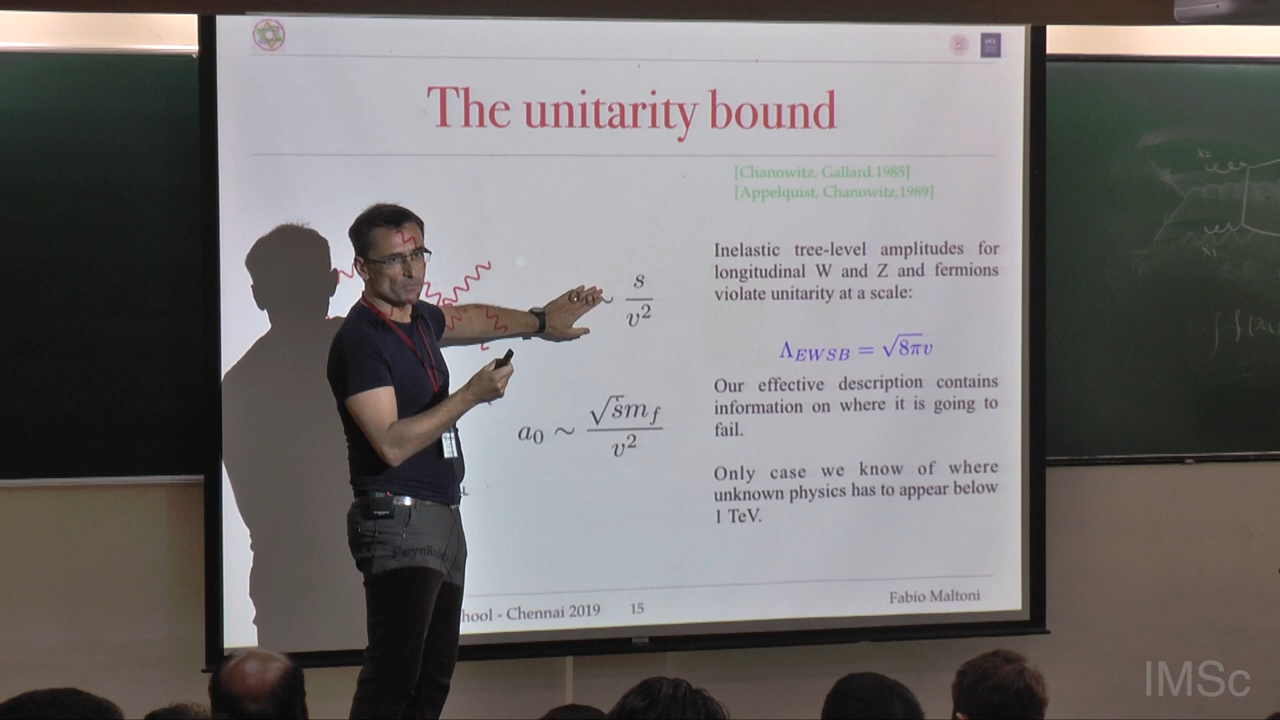 The unitarity bound
[Chanowitz, Gallard.1985]
[Appelquist, Chanowitz,1989]
Inelastic tree-level amplitudes for
longitudinal W and Z and fermions
violate unitarity at a scale:
s
v²
Λ_EWSB = √8πv
Our effective description contains
information on where it is going to
fail.
a₀ ∼ √s m_f
v²
Only case we know of where
unknown physics has to appear below
1 TeV.
FeynRules
hool - Chennai 2019
15
Fabio Maltoni
IMSc